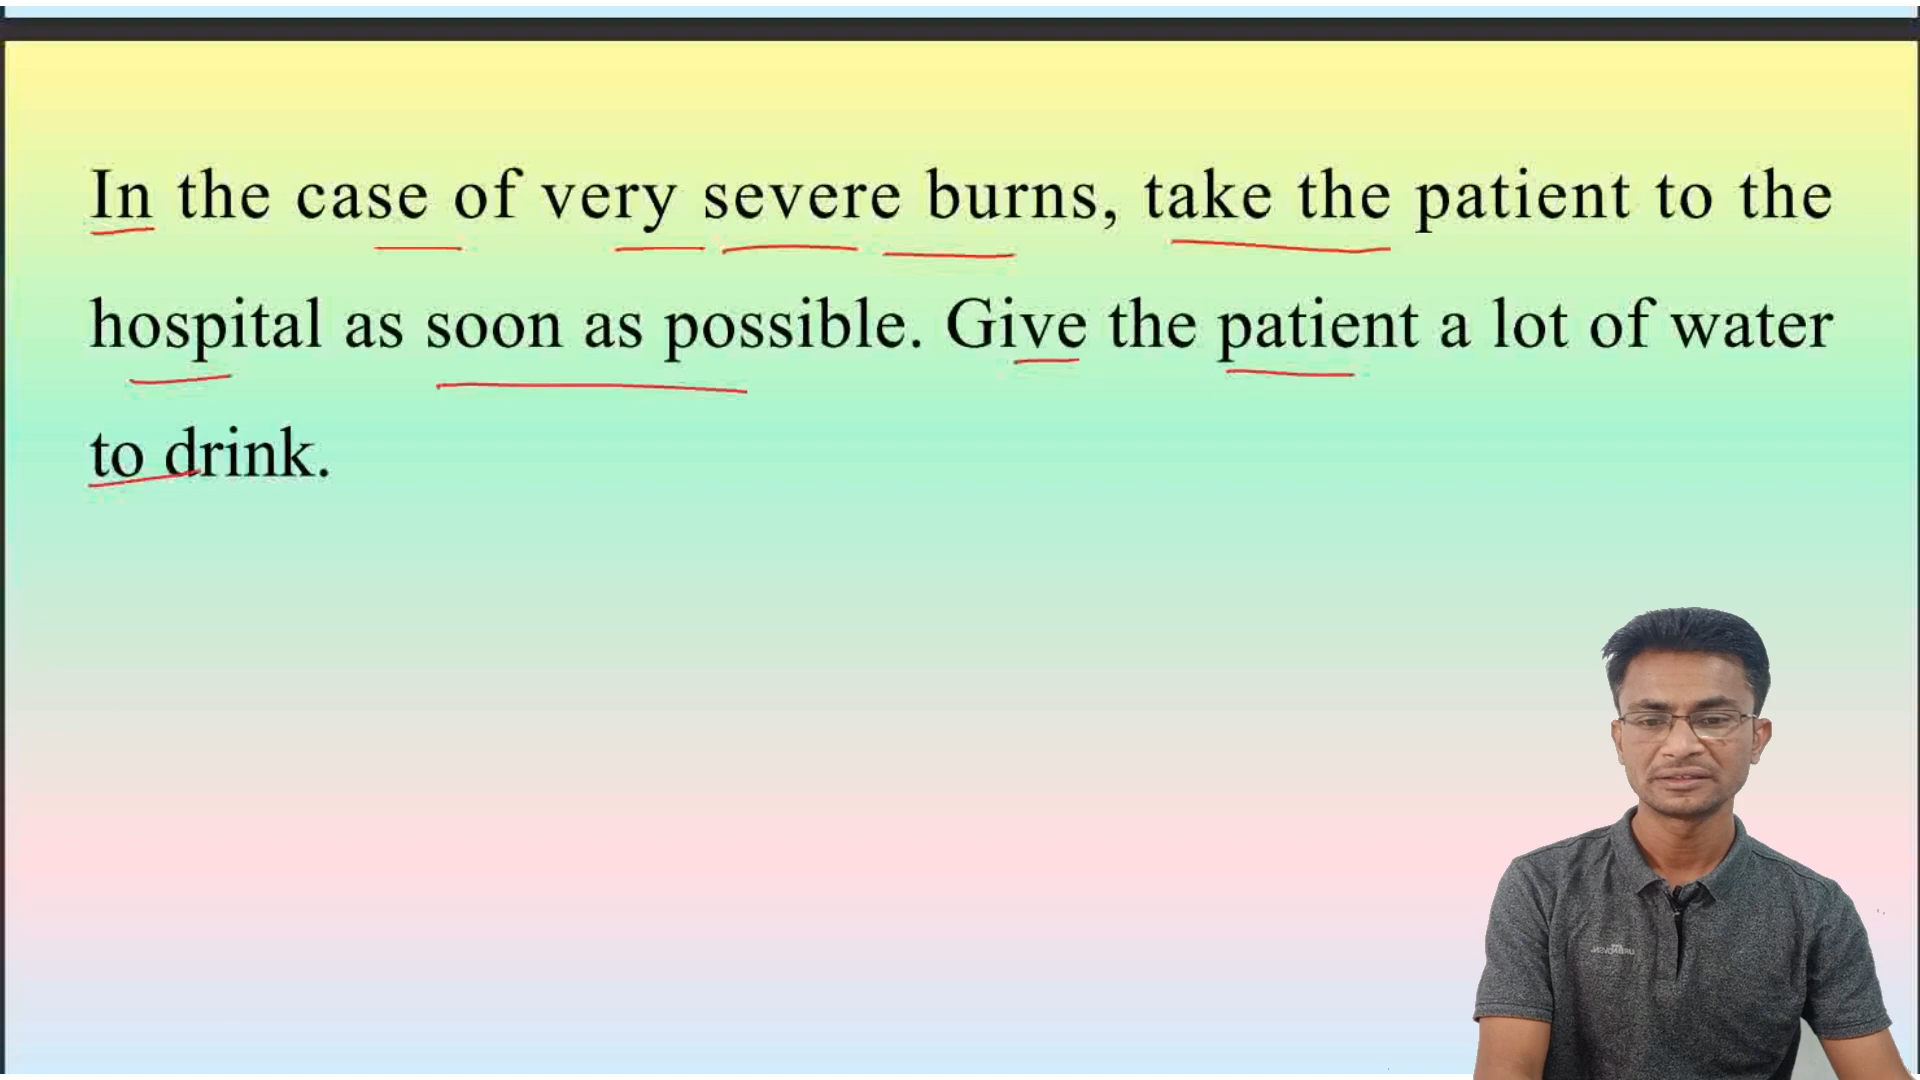 In the case of very severe burns, take the patient to the
hospital as soon as possible. Give the patient a lot of water
to drink.